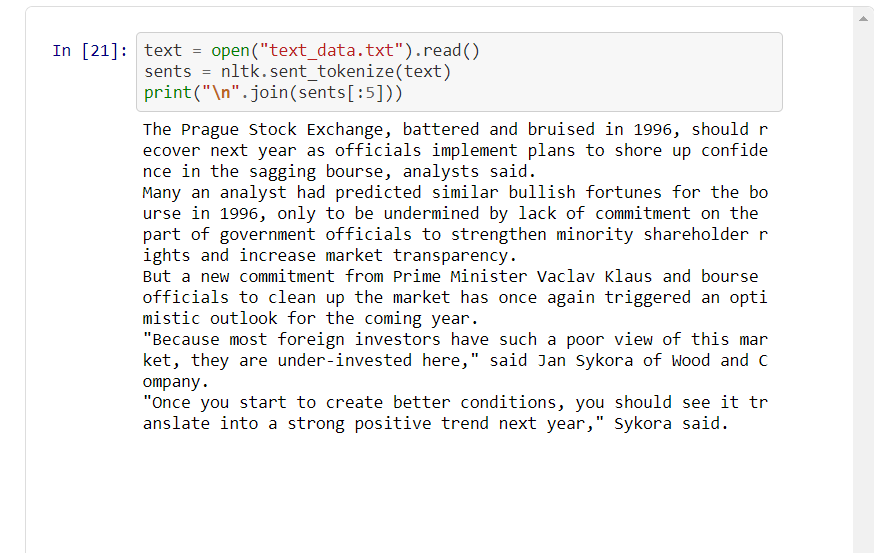 In [21]: text = open("text_data.txt").read()
sents = nltk.sent_tokenize(text)
print("\n".join(sents[:5]))
The Prague Stock Exchange, battered and bruised in 1996, should r
ecover next year as officials implement plans to shore up confide
nce in the sagging bourse, analysts said.
Many an analyst had predicted similar bullish fortunes for the bo
urse in 1996, only to be undermined by lack of commitment on the
part of government officials to strengthen minority shareholder r
ights and increase market transparency.
But a new commitment from Prime Minister Vaclav Klaus and bourse
officials to clean up the market has once again triggered an opti
mistic outlook for the coming year.
"Because most foreign investors have such a poor view of this mar
ket, they are under-invested here," said Jan Sykora of Wood and C
ompany.
"Once you start to create better conditions, you should see it tr
anslate into a strong positive trend next year," Sykora said.